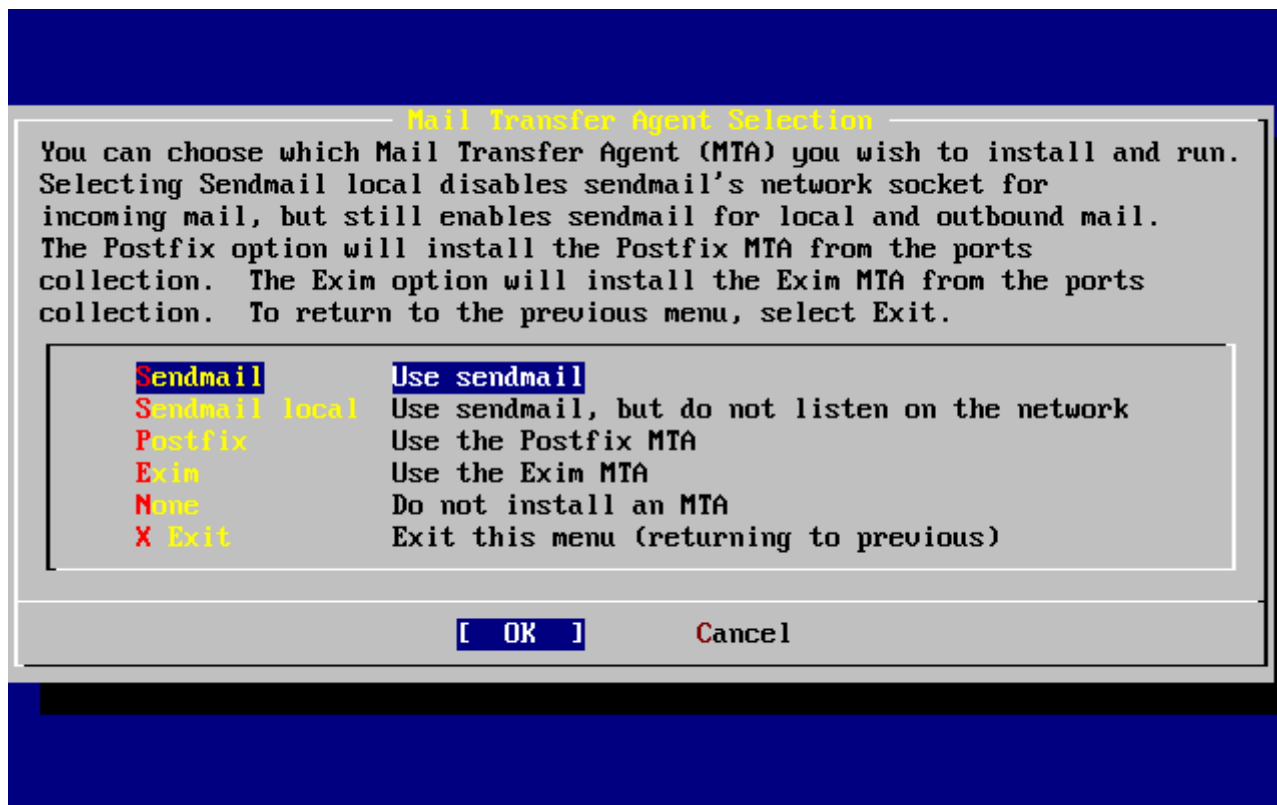 Mail Transfer Agent Selection
You can choose which Mail Transfer Agent (MTA) you wish to install and run.
Selecting Sendmail local disables sendmail's network socket for
incoming mail, but still enables sendmail for local and outbound mail.
The Postfix option will install the Postfix MTA from the ports
collection.  The Exim option will install the Exim MTA from the ports
collection.  To return to the previous menu, select Exit.
Sendmail Use sendmail
Sendmail local Use sendmail, but do not listen on the network
Postfix Use the Postfix MTA
Exim Use the Exim MTA
None Do not install an MTA
X Exit Exit this menu (returning to previous)
[ OK ] Cancel